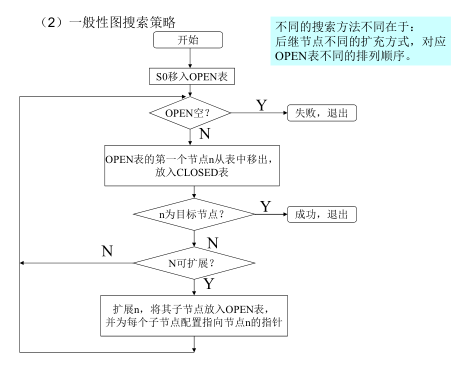 （2）一般性图搜索策略
不同的搜索方法不同在于：
后继节点不同的扩充方式，对应
OPEN表不同的排列顺序。
开始
S0移入OPEN表
OPEN空？
Y
失败，退出
N
OPEN表的第一个节点n从表中移出，
放入CLOSED表
n为目标节点？
Y
成功，退出
N
N可扩展？
N
Y
扩展n，将其子节点放入OPEN表，
并为每个子节点配置指向节点n的指针